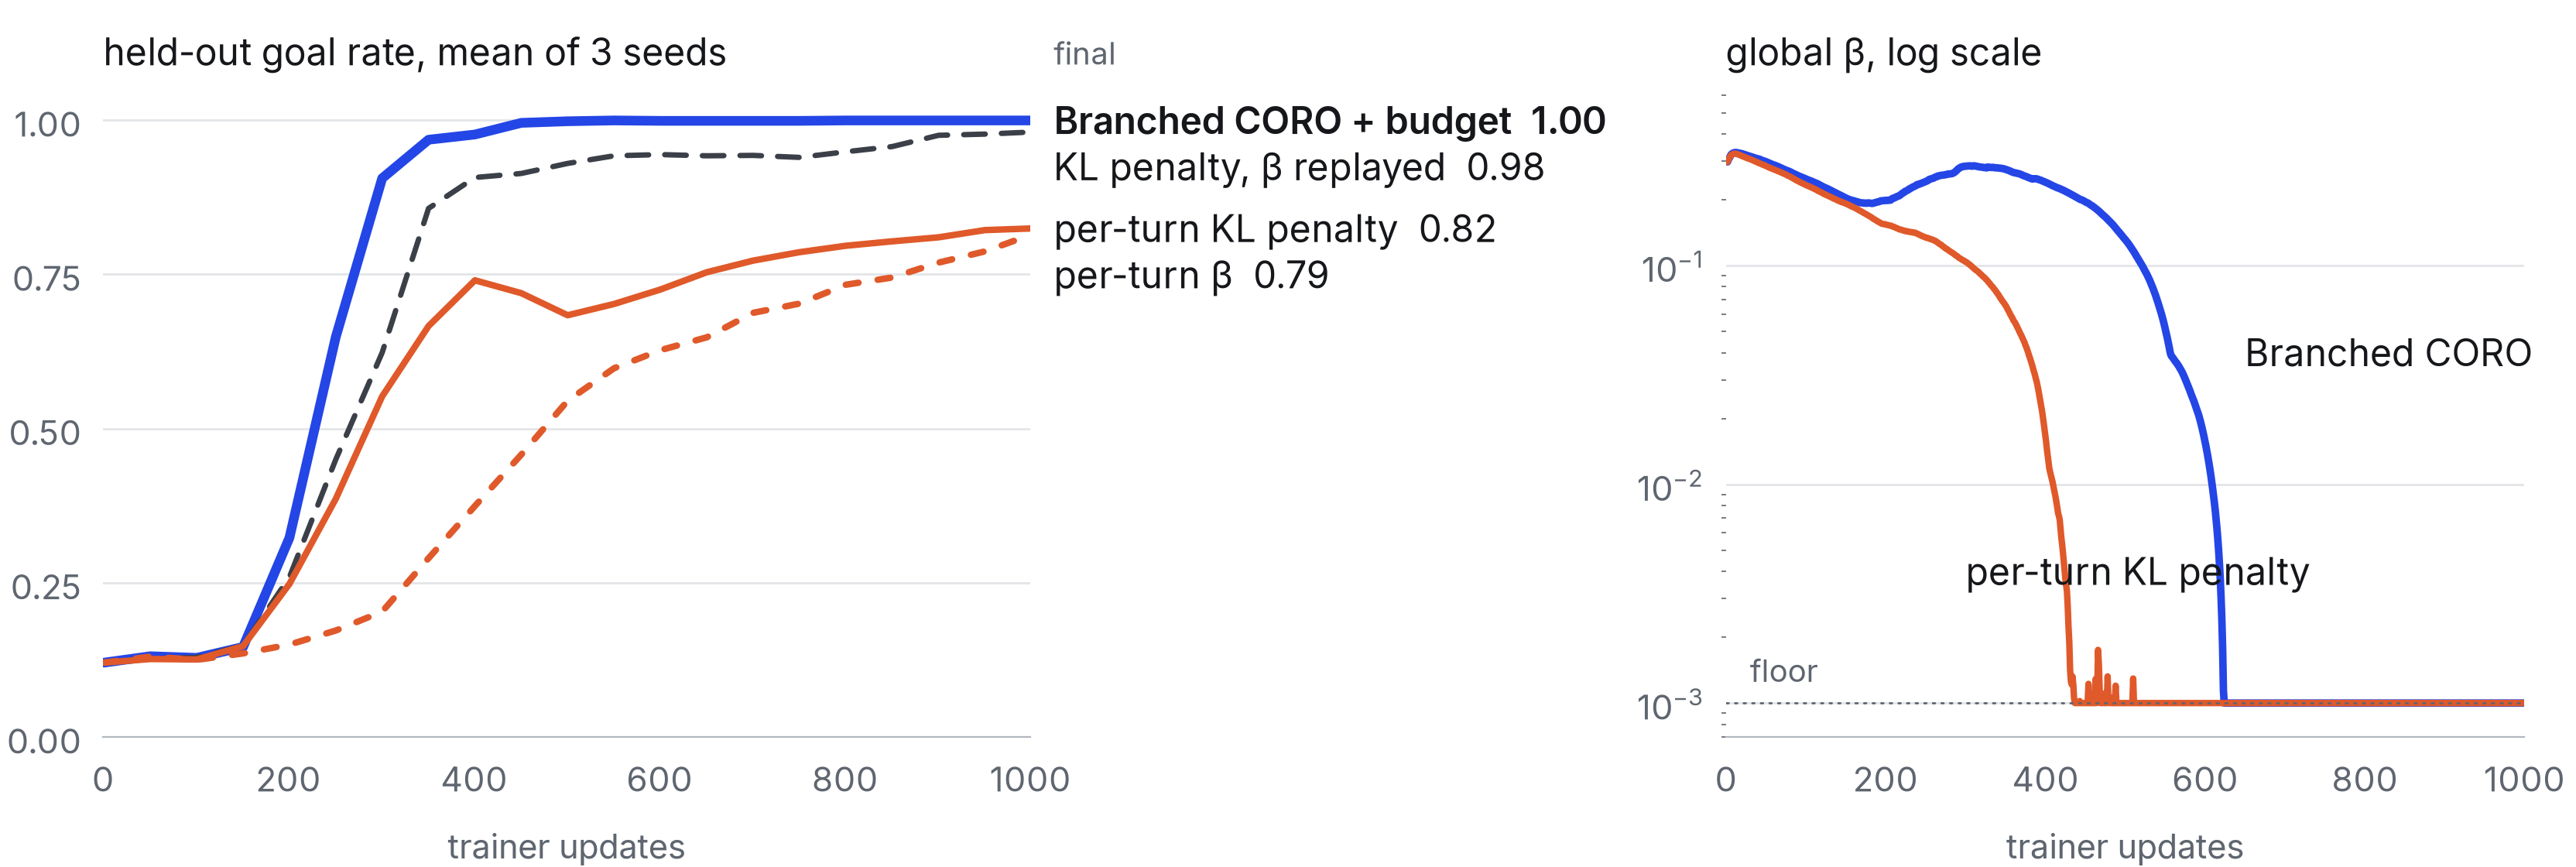 held-out goal rate, mean of 3 seeds
1.00
0.75
0.50
0.25
0.00
0 200 400 600 800 1000
trainer updates
final
Branched CORO + budget 1.00
KL penalty, β replayed 0.98
per-turn KL penalty 0.82
per-turn β 0.79
global β, log scale
10⁻¹
10⁻²
10⁻³
Branched CORO
per-turn KL penalty
floor
0 200 400 600 800 1000
trainer updates